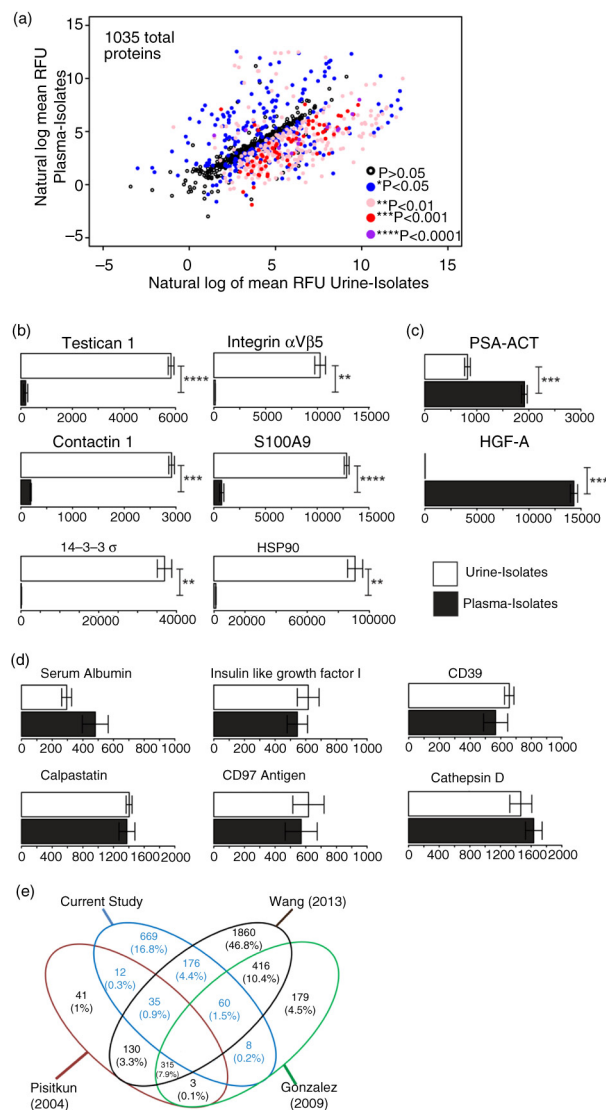 (a)
15
1035 total
proteins
10
5
0
−5
Natural log mean RFU
Plasma-Isolates
P>0.05
*P<0.05
**P<0.01
***P<0.001
****P<0.0001
−5 0 5 10 15
Natural log of mean RFU Urine-Isolates
(b)
Testican 1
****
0 2000 4000 6000
Integrin αVβ5
**
0 5000 10000 15000
(c)
PSA-ACT
***
0 1000 2000 3000
Contactin 1
***
0 1000 2000 3000
S100A9
****
0 5000 10000 15000
HGF-A
***
0 5000 10000 15000
14–3–3 σ
**
0 20000 40000
HSP90
**
0 20000 60000 100000
Urine-Isolates
Plasma-Isolates
(d)
Serum Albumin
0 200 400 600 800 1000
Insulin like growth factor I
0 200 400 600 800 1000
CD39
0 200 400 600 800 1000
Calpastatin
0 400 800 1200 1600 2000
CD97 Antigen
0 200 400 600 800 1000
Cathepsin D
0 400 800 1200 1600 2000
(e)
Current Study
Wang (2013)
669
(16.8%)
1860
(46.8%)
12
(0.3%)
176
(4.4%)
416
(10.4%)
41
(1%)
35
(0.9%)
60
(1.5%)
179
(4.5%)
130
(3.3%)
315
(7.9%)
8
(0.2%)
3
(0.1%)
Pisitkun
(2004)
Gonzalez
(2009)